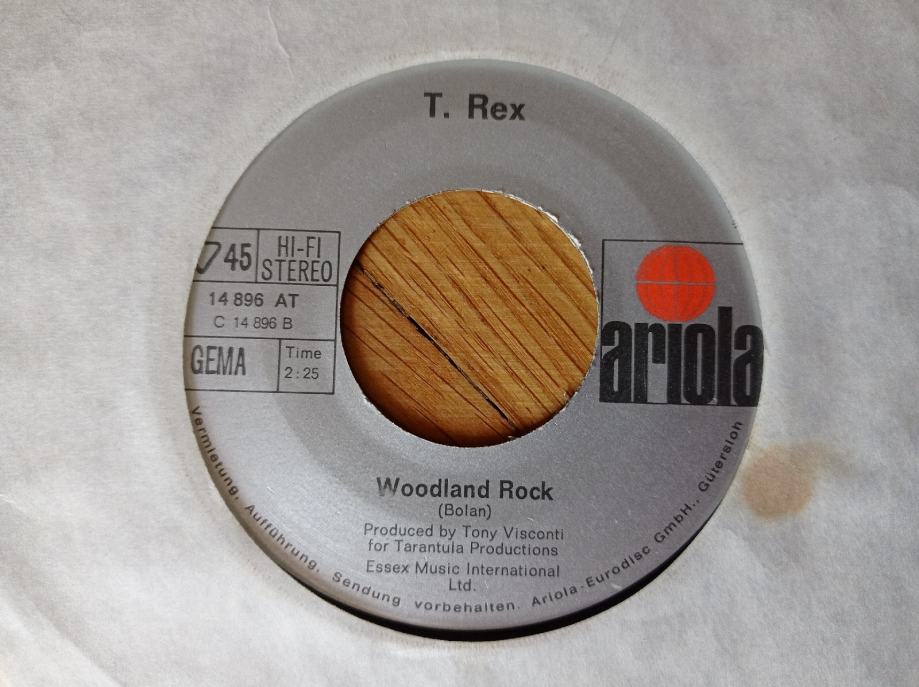 T. Rex
45
HI-FI
STEREO
14 896 AT
C 14 896 B
GEMA
Time
2:25
ariola
Woodland Rock
(Bolan)
Produced by Tony Visconti
for Tarantula Productions
Essex Music International
Ltd.
Vermietung, Aufführung, Sendung vorbehalten. Ariola-Eurodisc GmbH., Gütersloh